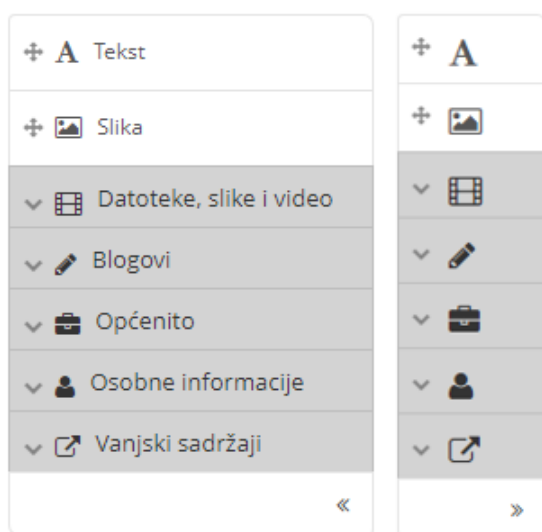 Tekst
Slika
Datoteke, slike i video
Blogovi
Općenito
Osobne informacije
Vanjski sadržaji
«
»